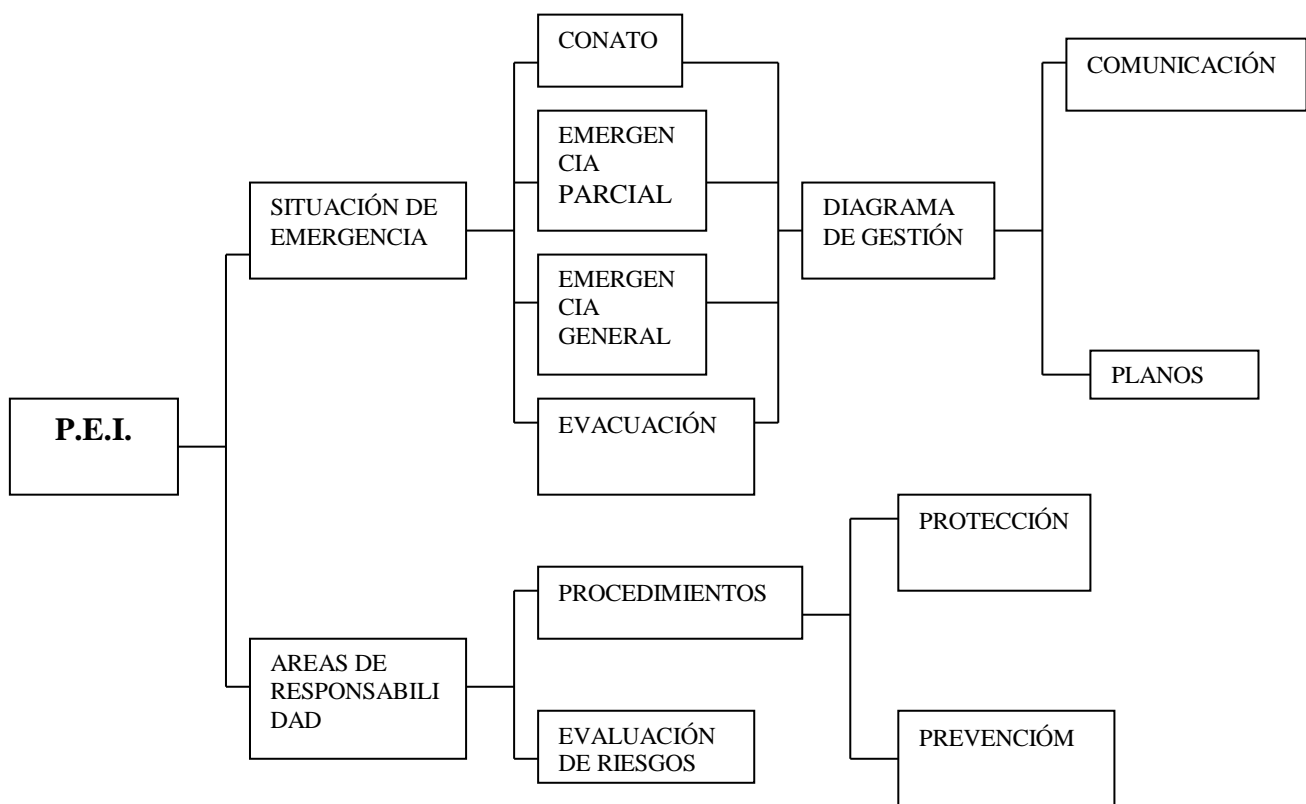 CONATO
COMUNICACIÓN
EMERGEN
CIA
PARCIAL
SITUACIÓN DE
EMERGENCIA
DIAGRAMA
DE GESTIÓN
EMERGEN
CIA
GENERAL
PLANOS
P.E.I.
EVACUACIÓN
PROTECCIÓN
PROCEDIMIENTOS
AREAS DE
RESPONSABILI
DAD
EVALUACIÓN
DE RIESGOS
PREVENCIÓM